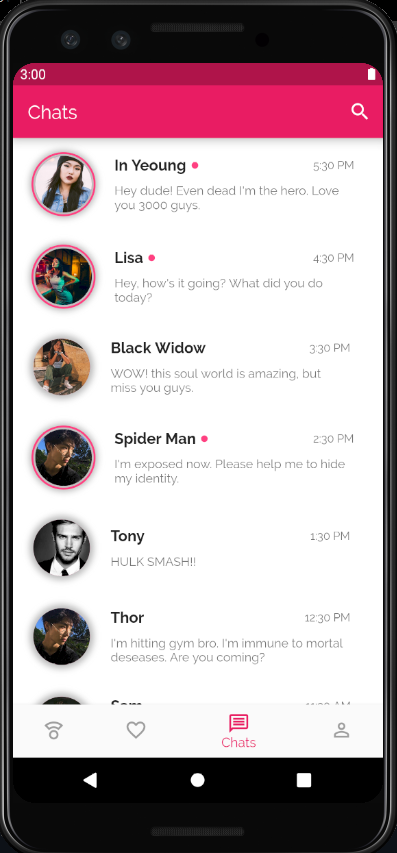 3:00
Chats
In Yeoung
5:30 PM
Hey dude! Even dead I'm the hero. Love
you 3000 guys.
Lisa
4:30 PM
Hey, how's it going? What did you do
today?
Black Widow
3:30 PM
WOW! this soul world is amazing, but
miss you guys.
Spider Man
2:30 PM
I'm exposed now. Please help me to hide
my identity.
Tony
1:30 PM
HULK SMASH!!
Thor
12:30 PM
I'm hitting gym bro. I'm immune to mortal
deseases. Are you coming?
Sam
11:30 AM
Chats